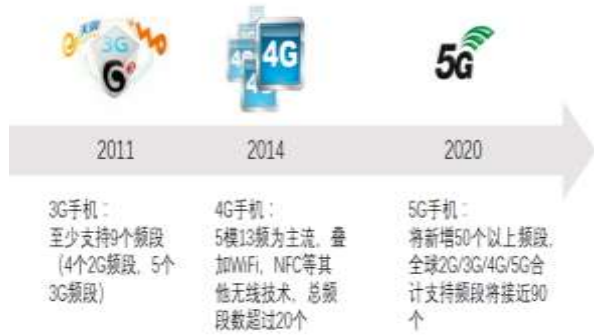 天翼
3G
G3
wo
4G
4G
4G
5G
2011
2014
2020
3G手机：
至少支持9个频段
（4个2G频段，5个
3G频段）
4G手机：
5模13频为主流，叠
加WiFi、NFC等其
他无线技术，总频
段数超过20个
5G手机：
将新增50个以上频段，
全球2G/3G/4G/5G合
计支持频段将接近90
个